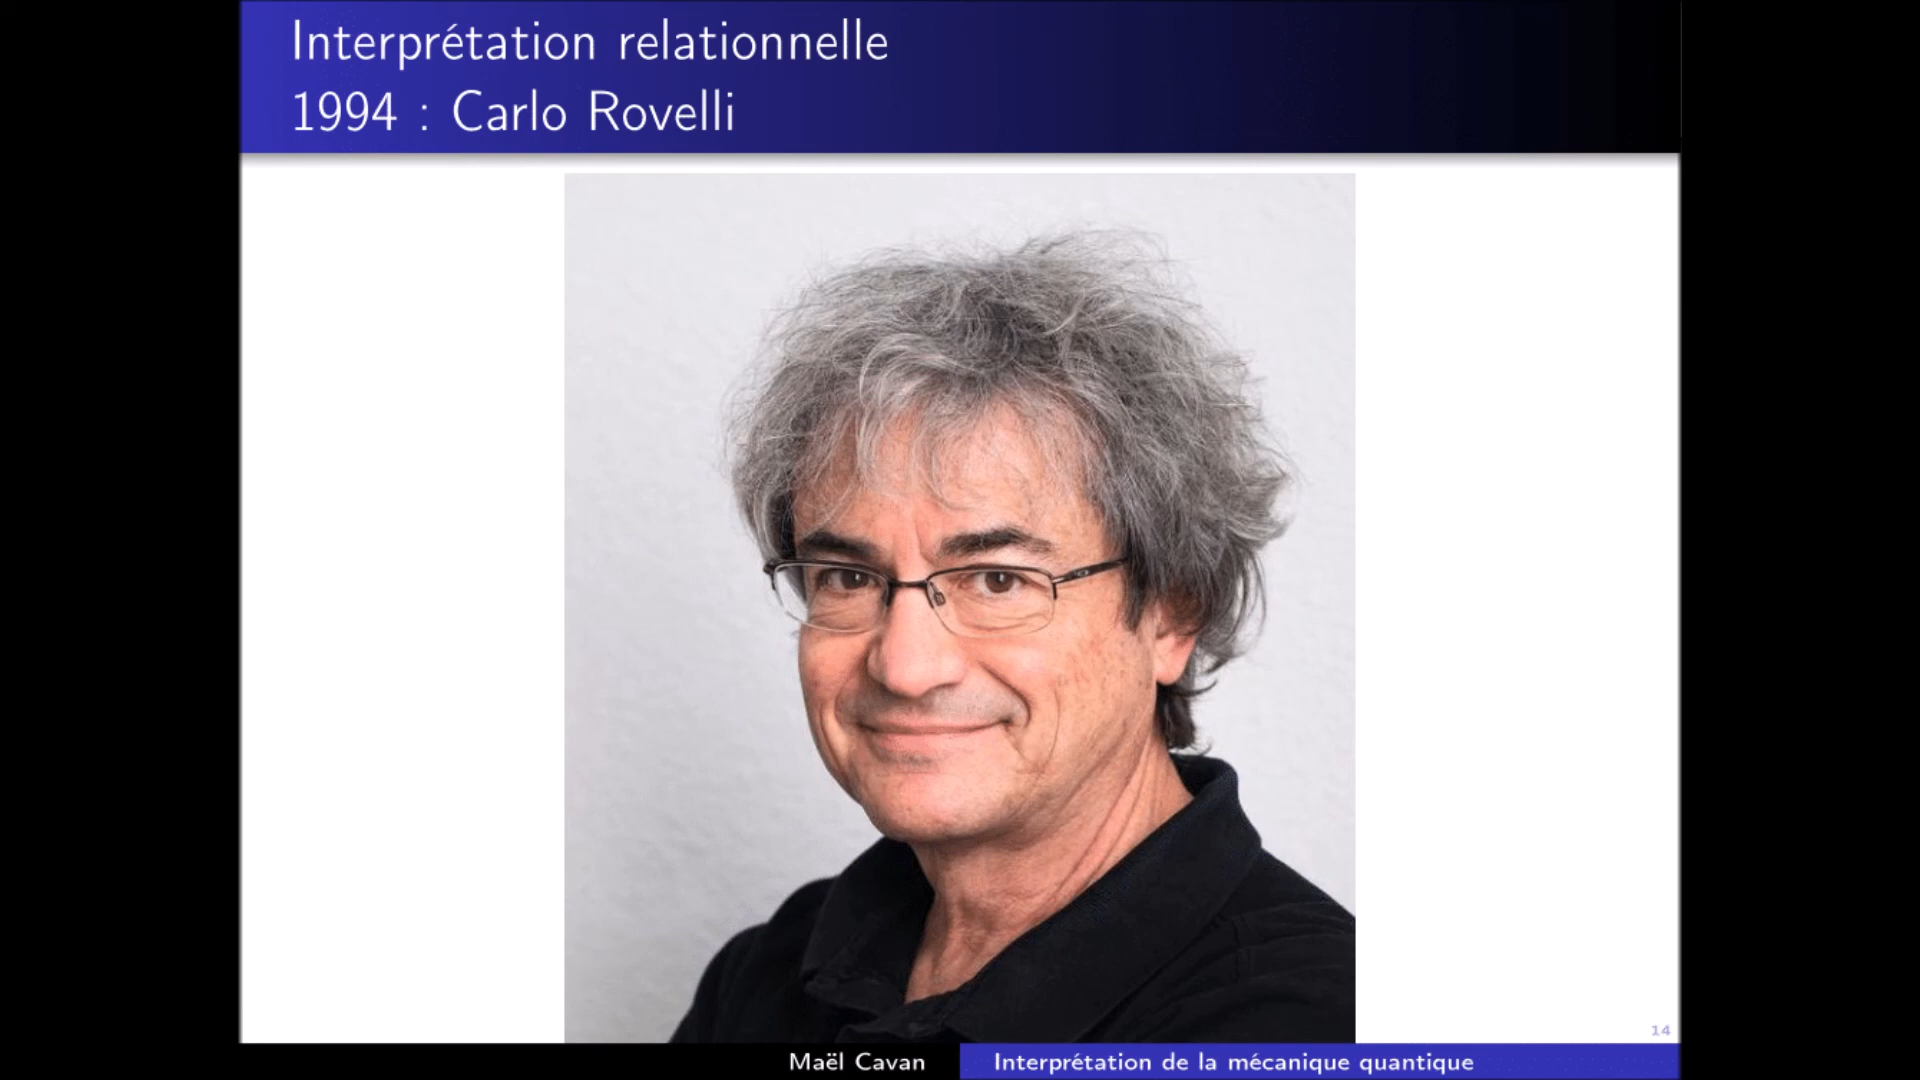 Interprétation relationnelle
1994 : Carlo Rovelli
14
Maël Cavan
Interprétation de la mécanique quantique